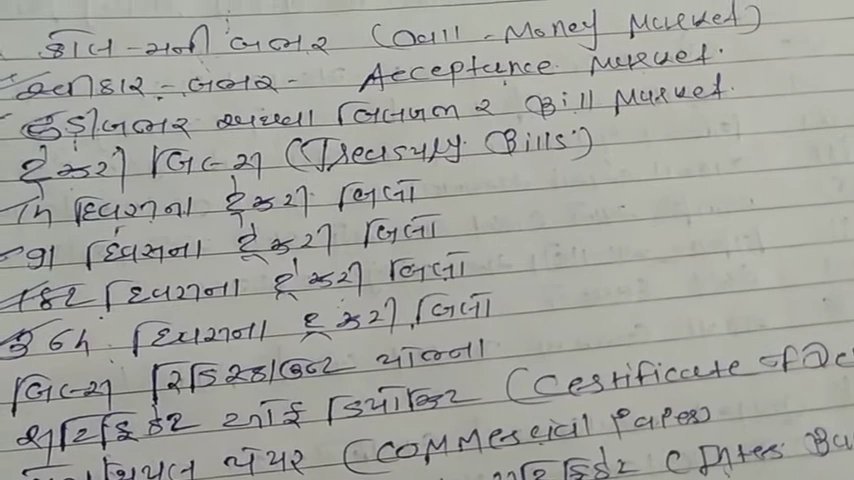 કોલ-મની બજાર (Call-Money Market)
સ્વીકાર-બજાર- Acceptance Market.
હુંડીબજાર અથવા બિલબજાર Bill Market.
ટ્રેઝરી બિલ્સ (Treasury Bills)
14 દિવસના ટ્રેઝરી બિલો
91 દિવસના ટ્રેઝરી બિલો
182 દિવસના ટ્રેઝરી બિલો
364 દિવસના ટ્રેઝરી બિલો
બિલ્સ રિડિસ્કાઉન્ટ યોજના
સર્ટિફિકેટ ઓફ ડિપોઝિટ (Certificate of De
પેપર (COMMercial Paper)
(Inter Ba